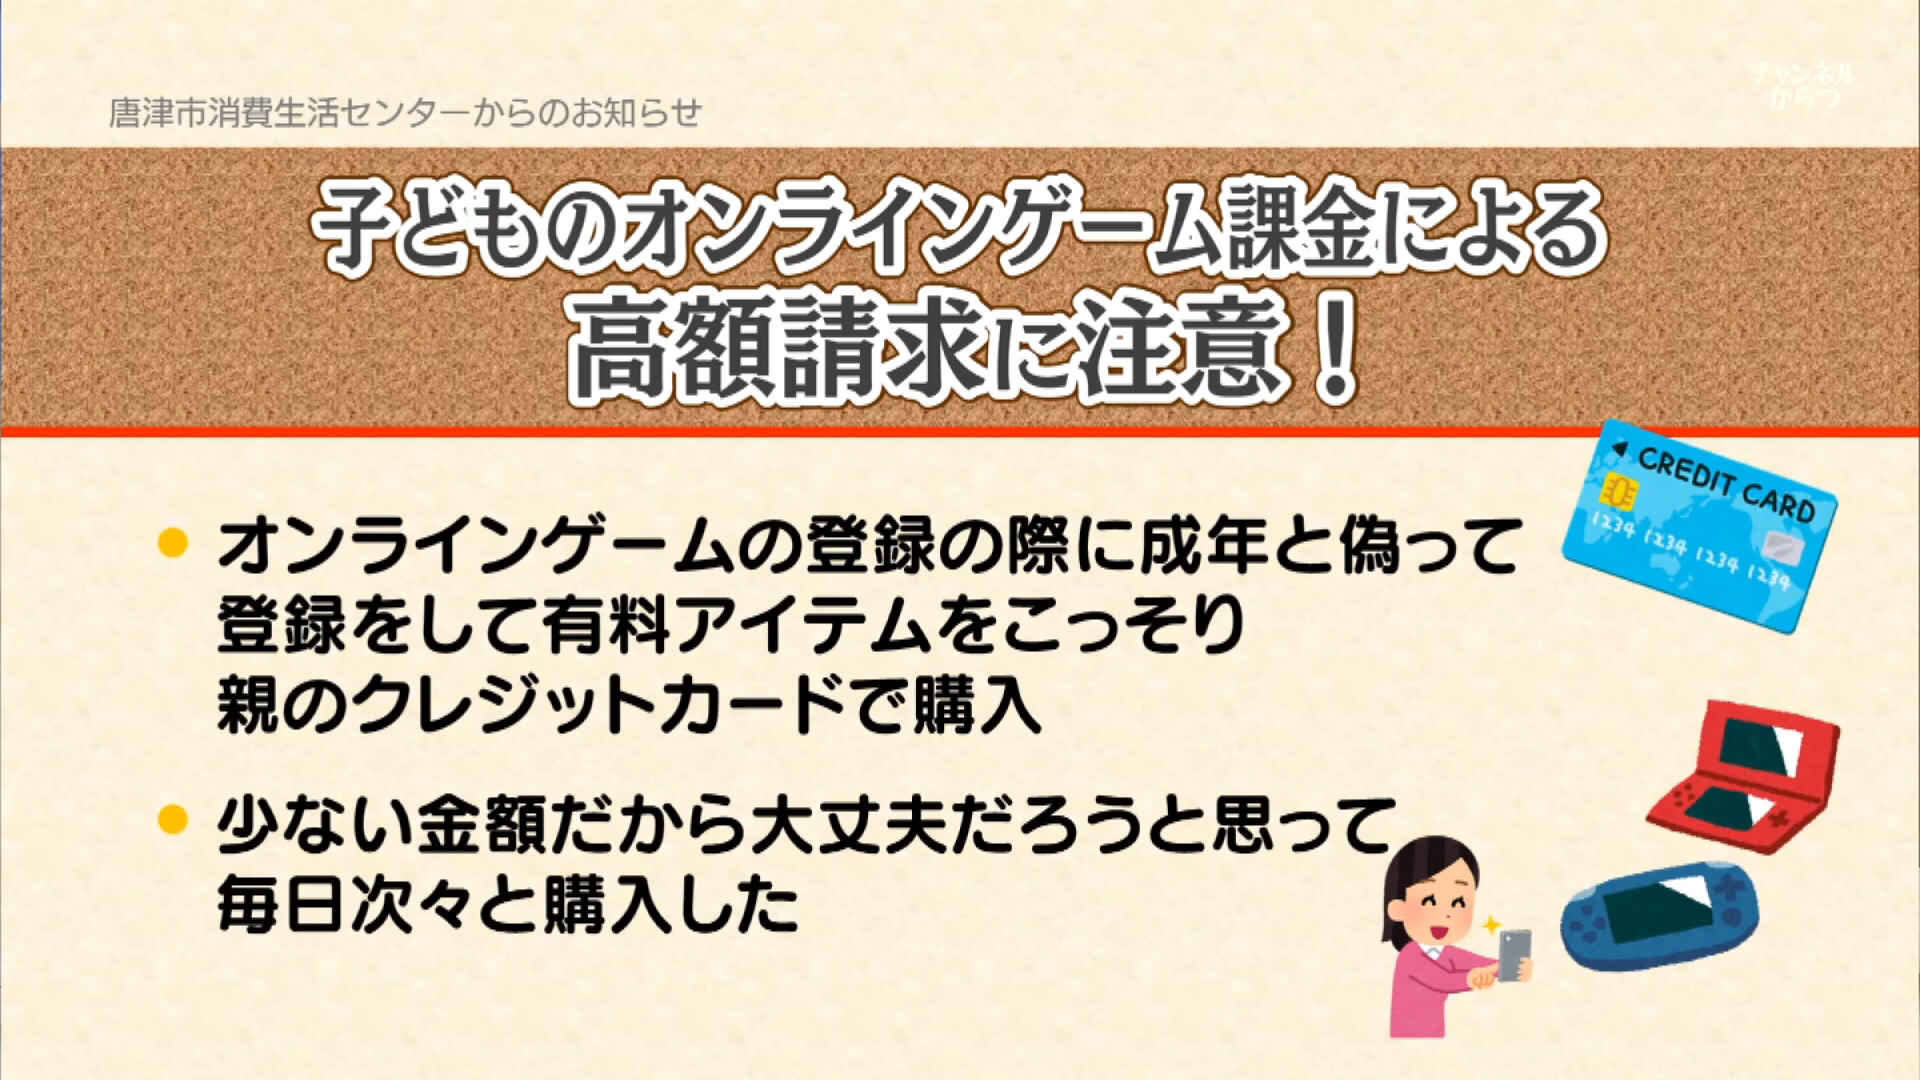 チャンネル
からつ
唐津市消費生活センターからのお知らせ
子どものオンラインゲーム課金による
高額請求に注意！
CREDIT CARD
1234 1234 1234 1234
オンラインゲームの登録の際に成年と偽って
登録をして有料アイテムをこっそり
親のクレジットカードで購入
少ない金額だから大丈夫だろうと思って
毎日次々と購入した